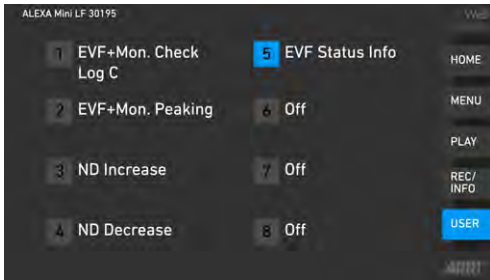 ALEXA Mini LF 30195
1 EVF+Mon. Check
Log C
2 EVF+Mon. Peaking
3 ND Increase
4 ND Decrease
5 EVF Status Info
6 Off
7 Off
8 Off
HOME
MENU
PLAY
REC/
INFO
USER
ARRI